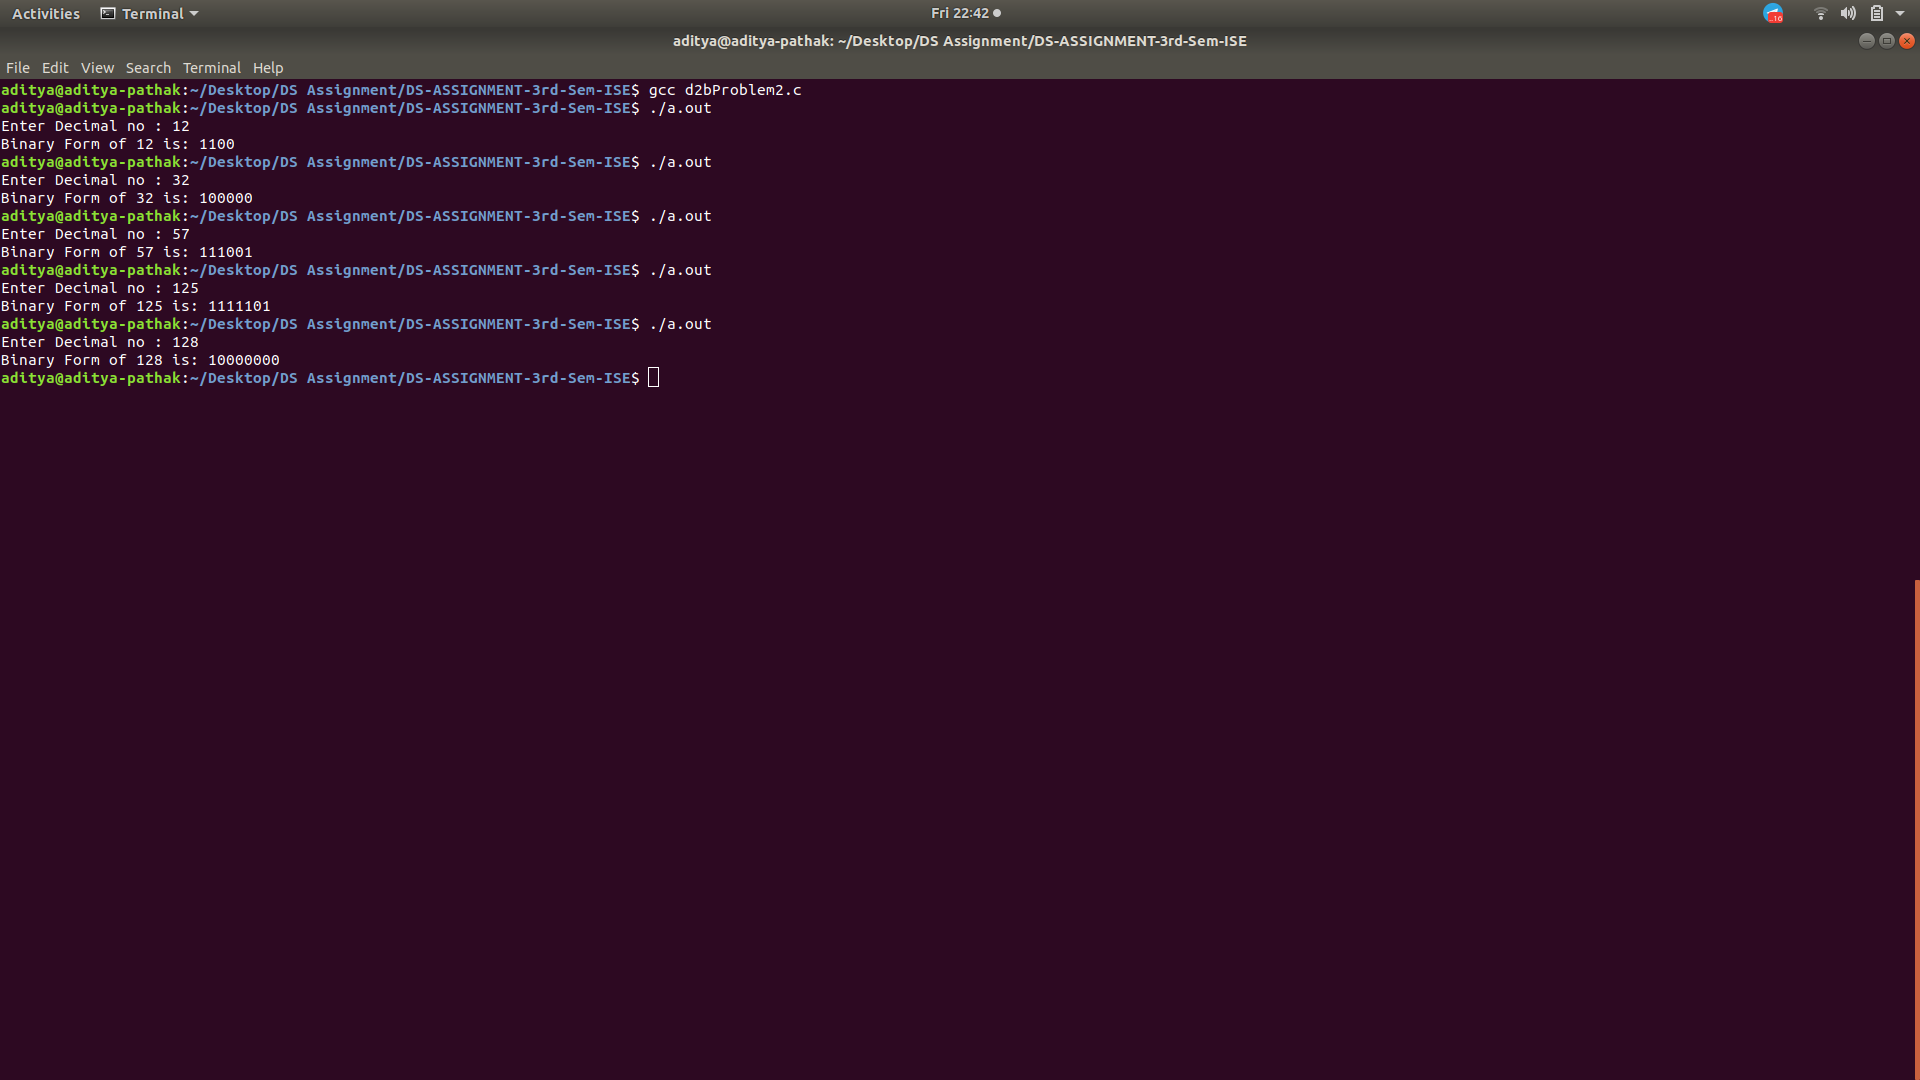 Activities Terminal Fri 22:42
aditya@aditya-pathak: ~/Desktop/DS Assignment/DS-ASSIGNMENT-3rd-Sem-ISE
File Edit View Search Terminal Help
aditya@aditya-pathak:~/Desktop/DS Assignment/DS-ASSIGNMENT-3rd-Sem-ISE$ gcc d2bProblem2.c
aditya@aditya-pathak:~/Desktop/DS Assignment/DS-ASSIGNMENT-3rd-Sem-ISE$ ./a.out
Enter Decimal no : 12
Binary Form of 12 is: 1100
aditya@aditya-pathak:~/Desktop/DS Assignment/DS-ASSIGNMENT-3rd-Sem-ISE$ ./a.out
Enter Decimal no : 32
Binary Form of 32 is: 100000
aditya@aditya-pathak:~/Desktop/DS Assignment/DS-ASSIGNMENT-3rd-Sem-ISE$ ./a.out
Enter Decimal no : 57
Binary Form of 57 is: 111001
aditya@aditya-pathak:~/Desktop/DS Assignment/DS-ASSIGNMENT-3rd-Sem-ISE$ ./a.out
Enter Decimal no : 125
Binary Form of 125 is: 1111101
aditya@aditya-pathak:~/Desktop/DS Assignment/DS-ASSIGNMENT-3rd-Sem-ISE$ ./a.out
Enter Decimal no : 128
Binary Form of 128 is: 10000000
aditya@aditya-pathak:~/Desktop/DS Assignment/DS-ASSIGNMENT-3rd-Sem-ISE$